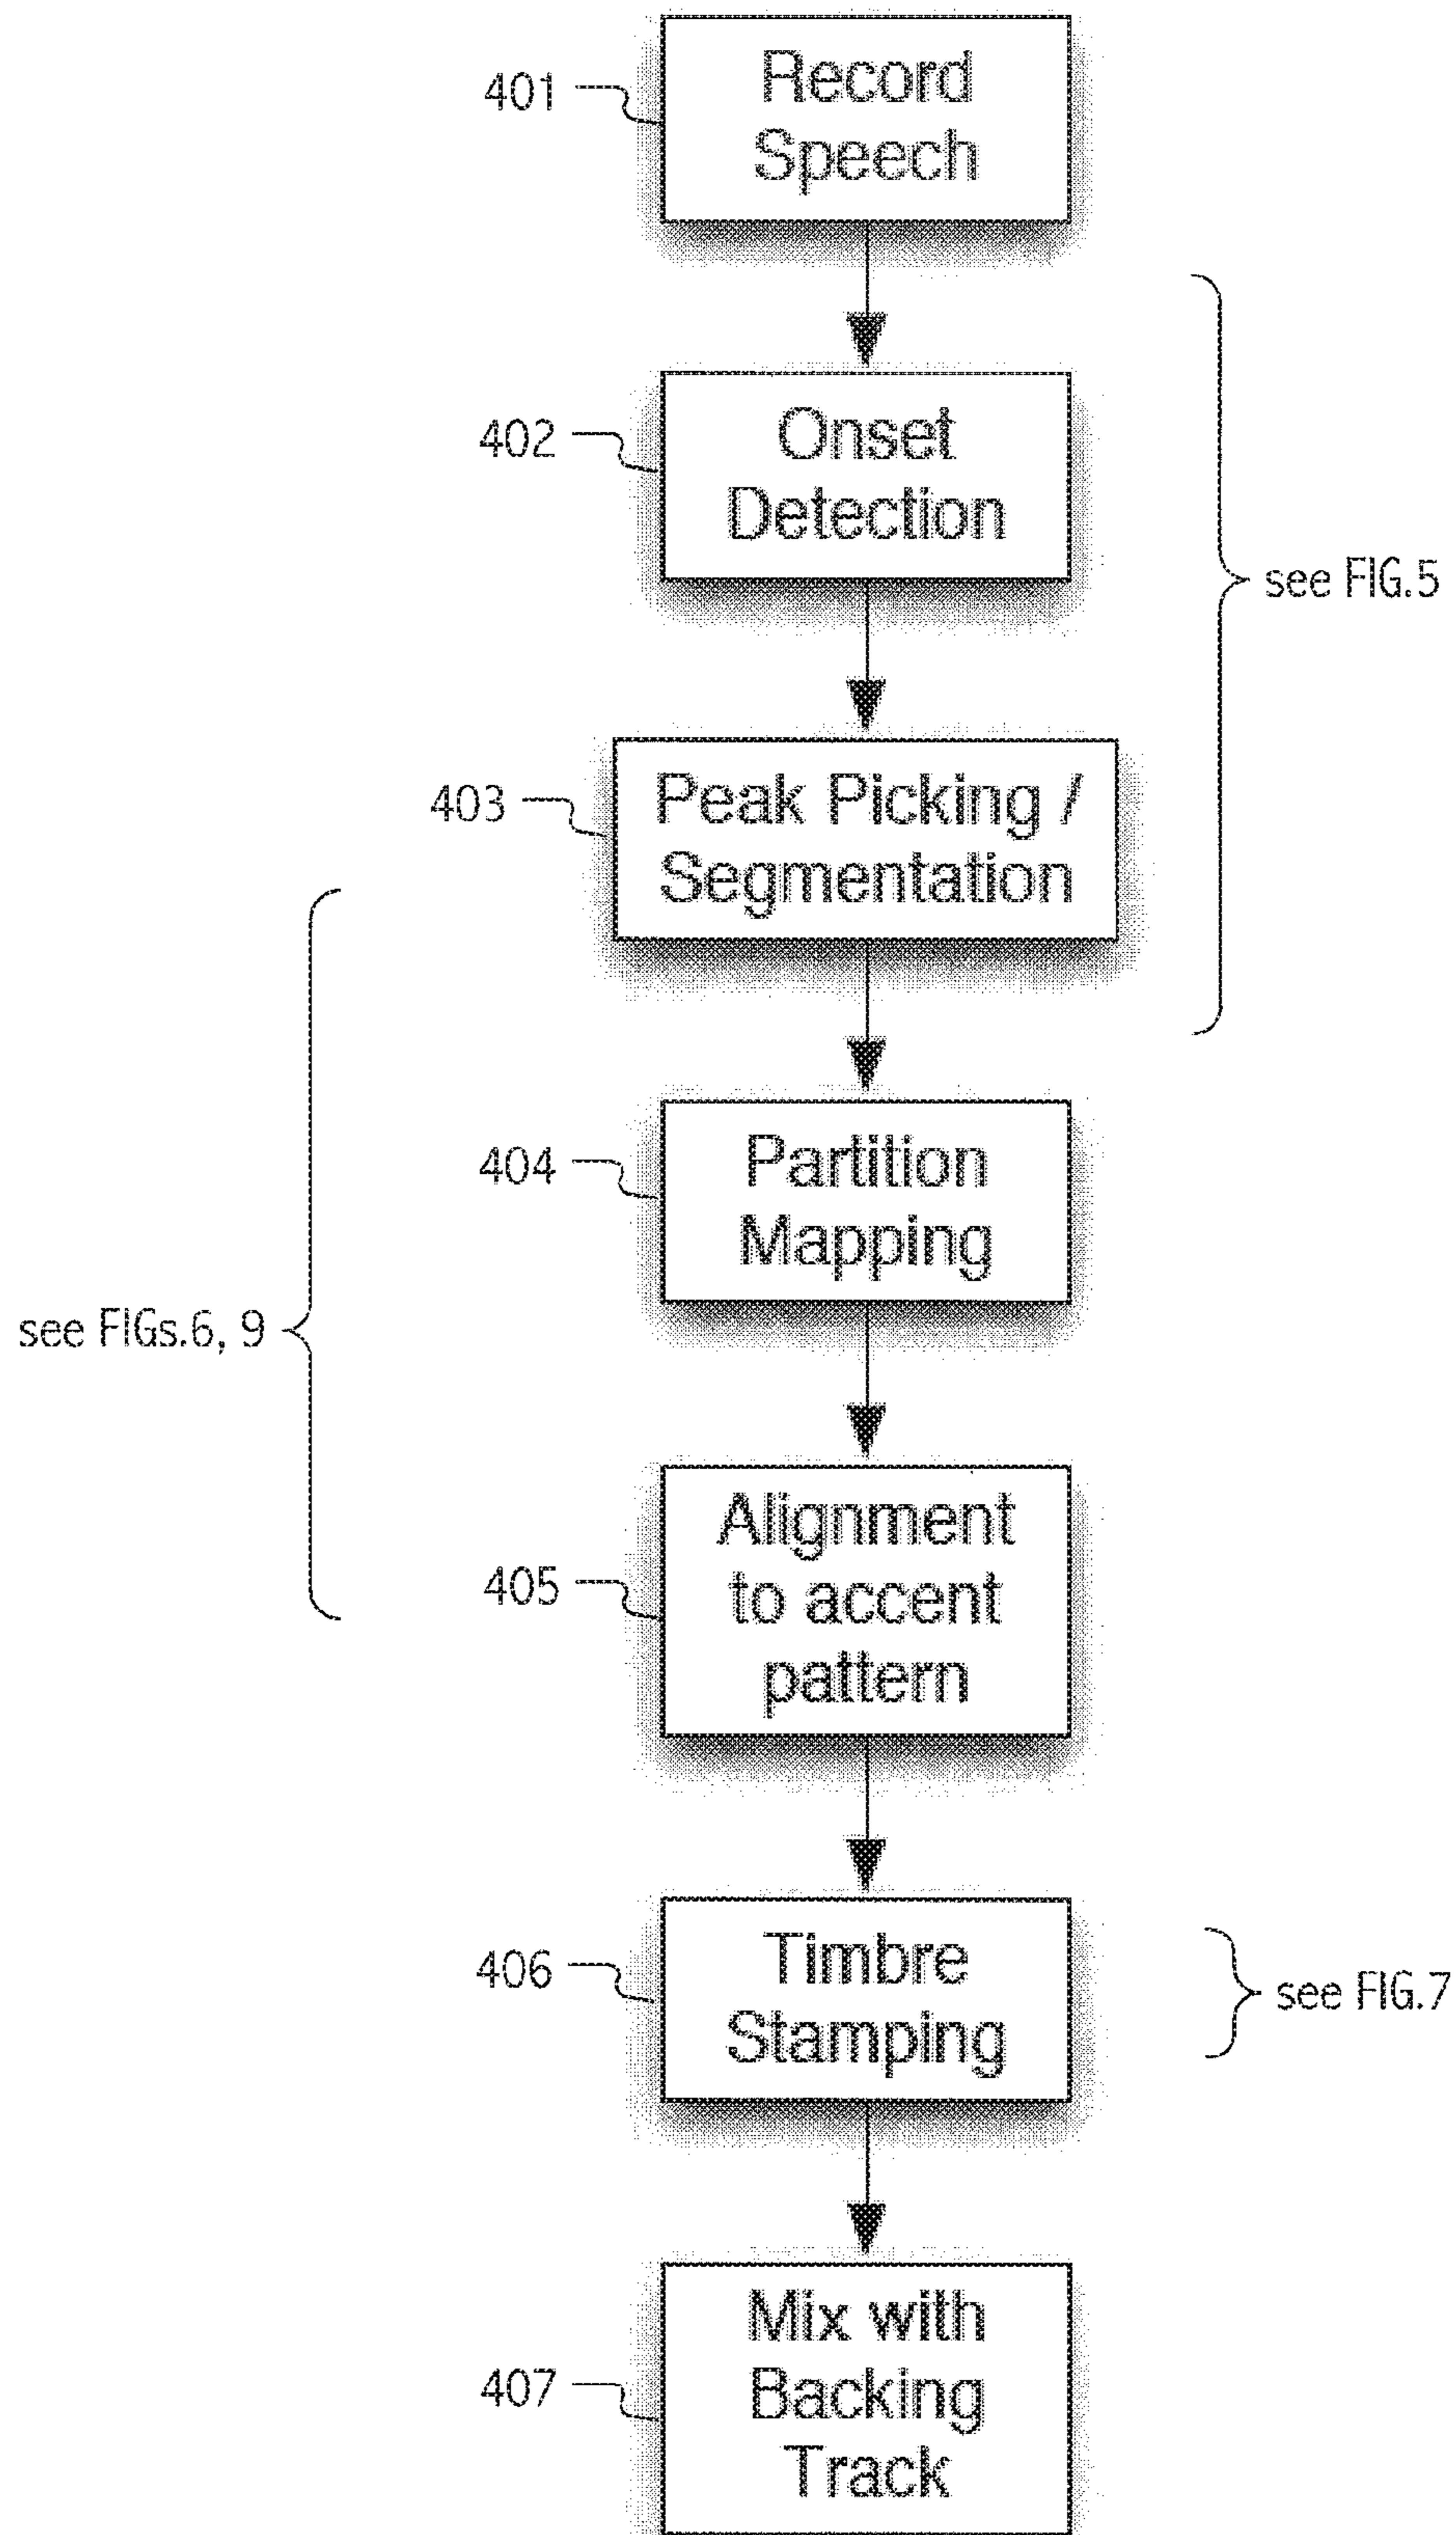 401
Record
Speech
402
Onset
Detection
see FIG.5
403
Peak Picking /
Segmentation
404
Partition
Mapping
see FIGs.6, 9
405
Alignment
to accent
pattern
406
Timbre
Stamping
see FIG.7
407
Mix with
Backing
Track